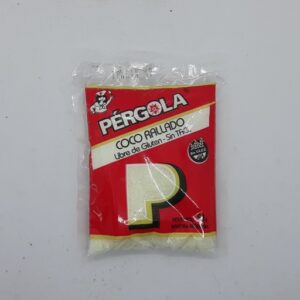 PÉRGOLA
COCO RALLADO
Libre de Gluten - Sin TACC
P